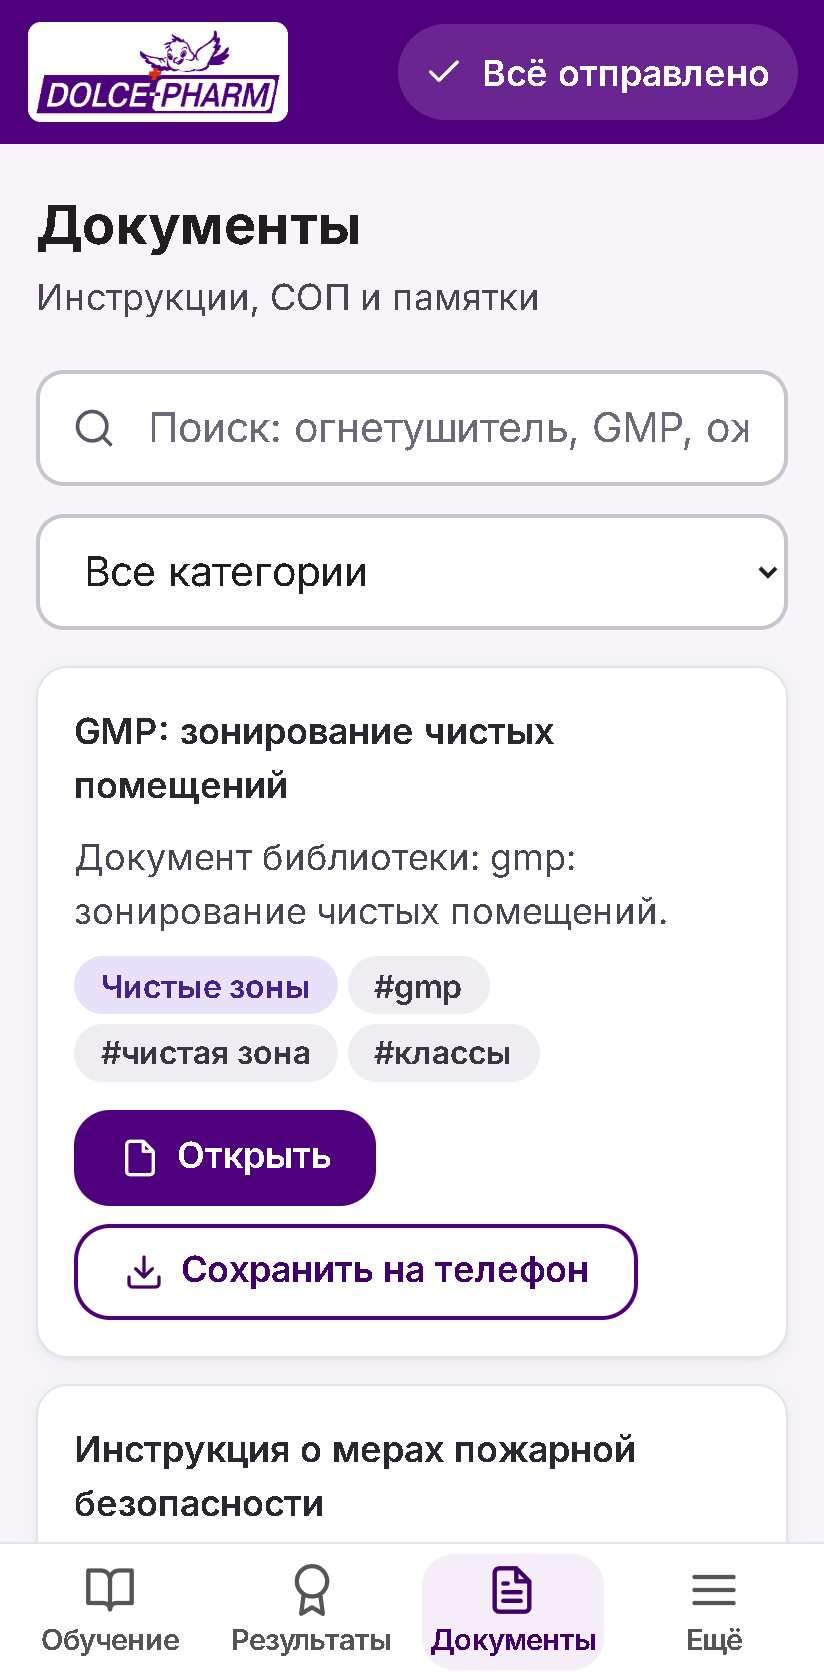 DOLCE-PHARM
Всё отправлено
Документы
Инструкции, СОП и памятки
Поиск: огнетушитель, GMP, ож
Все категории
GMP: зонирование чистых
помещений
Документ библиотеки: gmp:
зонирование чистых помещений.
Чистые зоны #gmp
#чистая зона #классы
Открыть
Сохранить на телефон
Инструкция о мерах пожарной
безопасности
Обучение Результаты Документы Ещё